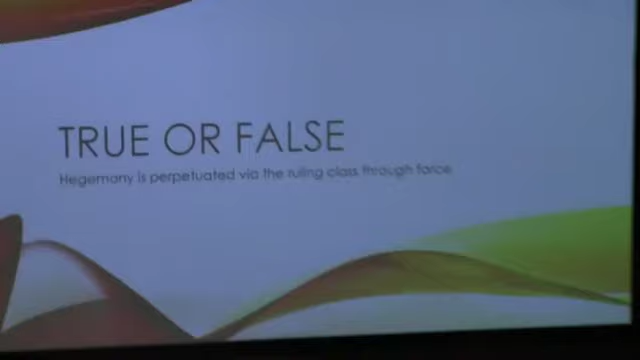 TRUE OR FALSE
Hegemony is perpetuated via the ruling class through force